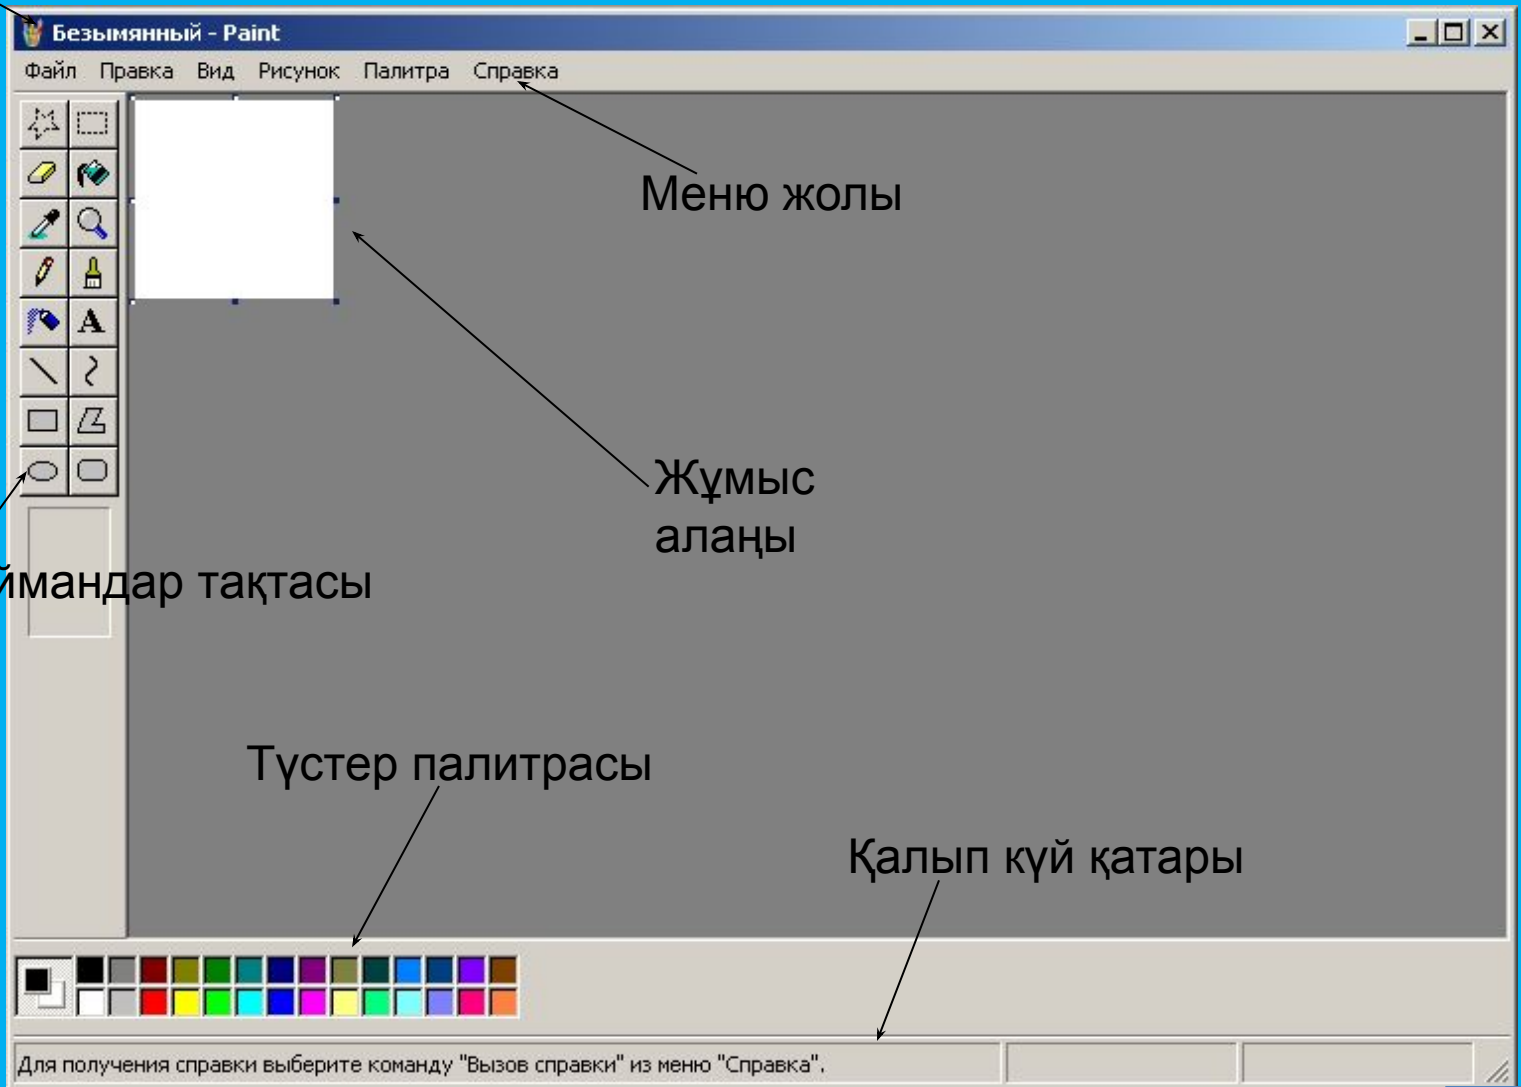 Безымянный - Paint
Файл Правка Вид Рисунок Палитра Справка
A
Меню жолы
Жұмыс
алаңы
ймандар тақтасы
Түстер палитрасы
Қалып күй қатары
Для получения справки выберите команду "Вызов справки" из меню "Справка".